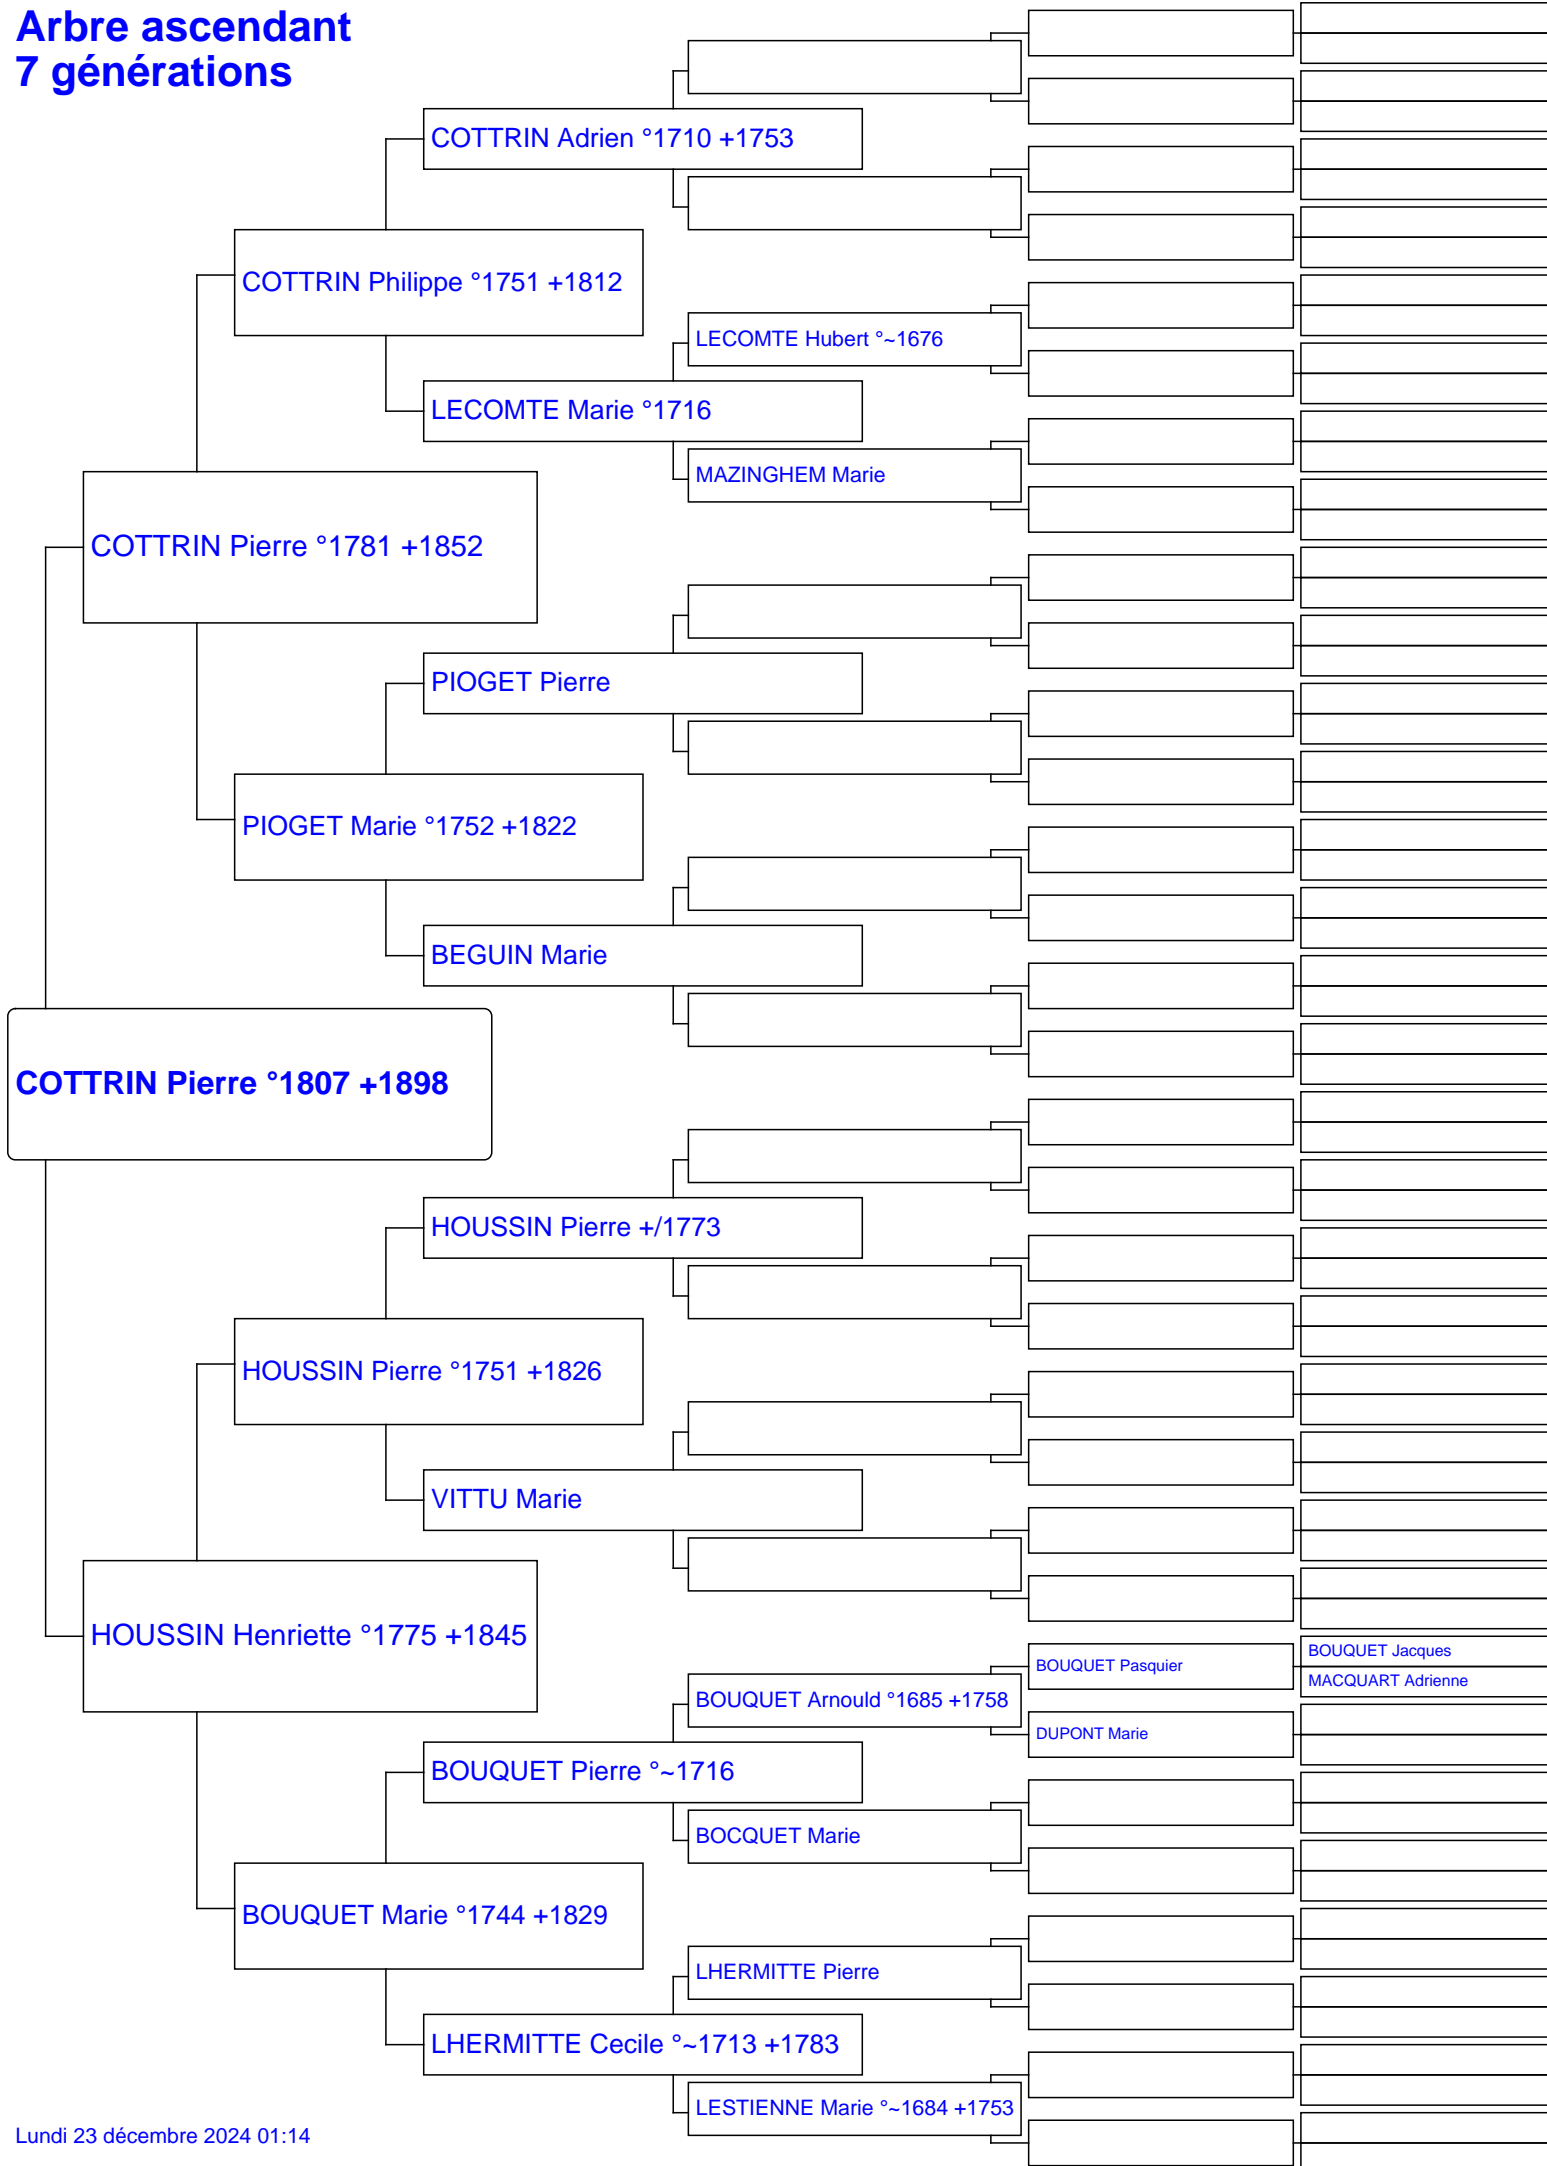 Arbre ascendant
7 générations
COTTRIN Adrien °1710 +1753
COTTRIN Philippe °1751 +1812
LECOMTE Hubert °~1676
LECOMTE Marie °1716
MAZINGHEM Marie
COTTRIN Pierre °1781 +1852
PIOGET Pierre
PIOGET Marie °1752 +1822
BEGUIN Marie
COTTRIN Pierre °1807 +1898
HOUSSIN Pierre +/1773
HOUSSIN Pierre °1751 +1826
VITTU Marie
HOUSSIN Henriette °1775 +1845
BOUQUET Jacques
BOUQUET Pasquier
MACQUART Adrienne
BOUQUET Arnould °1685 +1758
DUPONT Marie
BOUQUET Pierre °~1716
BOCQUET Marie
BOUQUET Marie °1744 +1829
LHERMITTE Pierre
LHERMITTE Cecile °~1713 +1783
LESTIENNE Marie °~1684 +1753
Lundi 23 décembre 2024 01:14